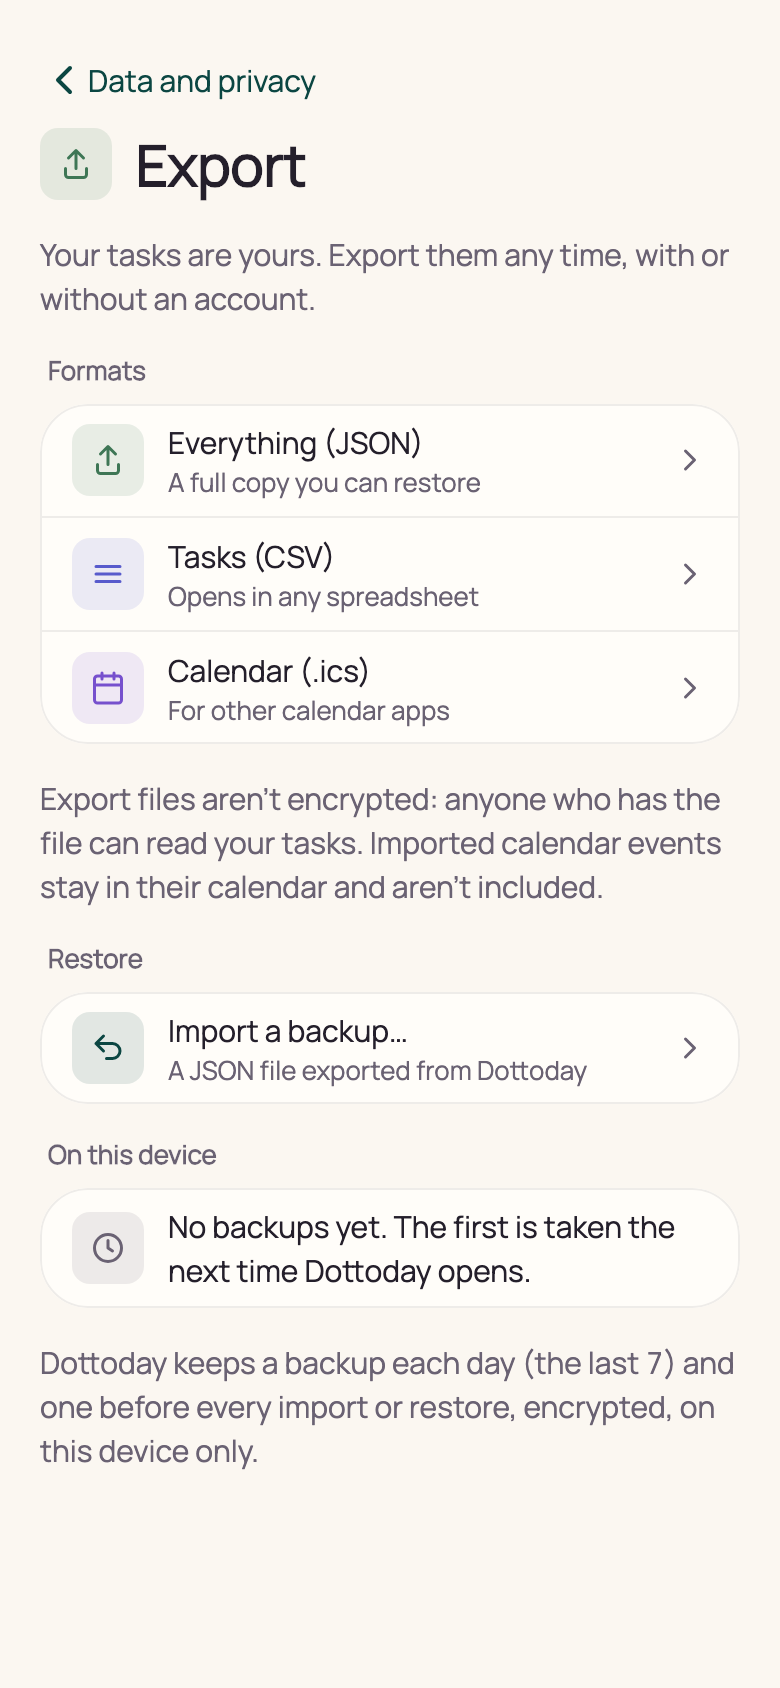 Data and privacy
Export
Your tasks are yours. Export them any time, with or
without an account.
Formats
Everything (JSON)
A full copy you can restore
Tasks (CSV)
Opens in any spreadsheet
Calendar (.ics)
For other calendar apps
Export files aren’t encrypted: anyone who has the
file can read your tasks. Imported calendar events
stay in their calendar and aren’t included.
Restore
Import a backup…
A JSON file exported from Dottoday
On this device
No backups yet. The first is taken the
next time Dottoday opens.
Dottoday keeps a backup each day (the last 7) and
one before every import or restore, encrypted, on
this device only.